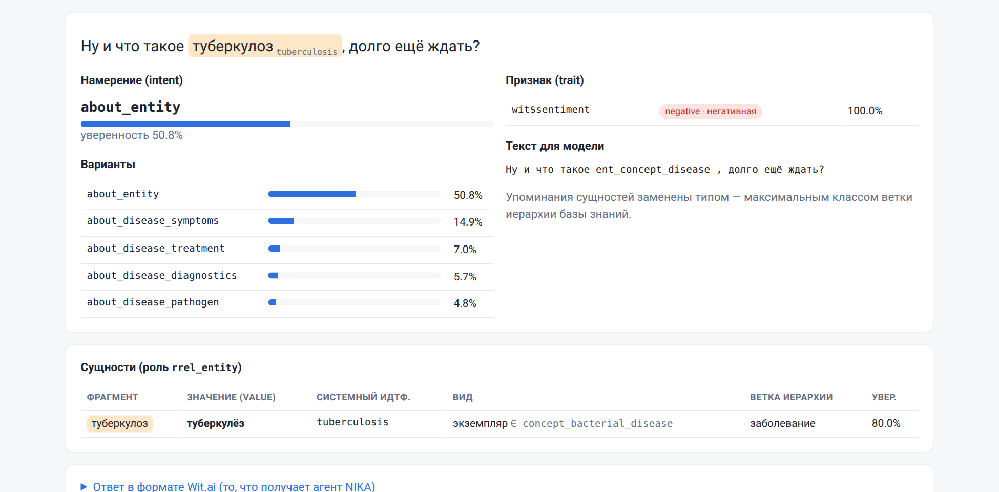 Ну и что такое туберкулоз tuberculosis , долго ещё ждать?
Намерение (intent)
about_entity
уверенность 50.8%
Варианты
about_entity 50.8%
about_disease_symptoms 14.9%
about_disease_treatment 7.0%
about_disease_diagnostics 5.7%
about_disease_pathogen 4.8%
Признак (trait)
wit$sentiment negative · негативная 100.0%
Текст для модели
Ну и что такое ent_concept_disease , долго ещё ждать?
Упоминания сущностей заменены типом — максимальным классом ветки
иерархии базы знаний.
Сущности (роль rrel_entity)
ФРАГМЕНТ ЗНАЧЕНИЕ (VALUE) СИСТЕМНЫЙ ИДТФ. ВИД ВЕТКА ИЕРАРХИИ УВЕР.
туберкулоз туберкулёз tuberculosis экземпляр ∈ concept_bacterial_disease заболевание 80.0%
▶ Ответ в формате Wit.ai (то, что получает агент NIKA)